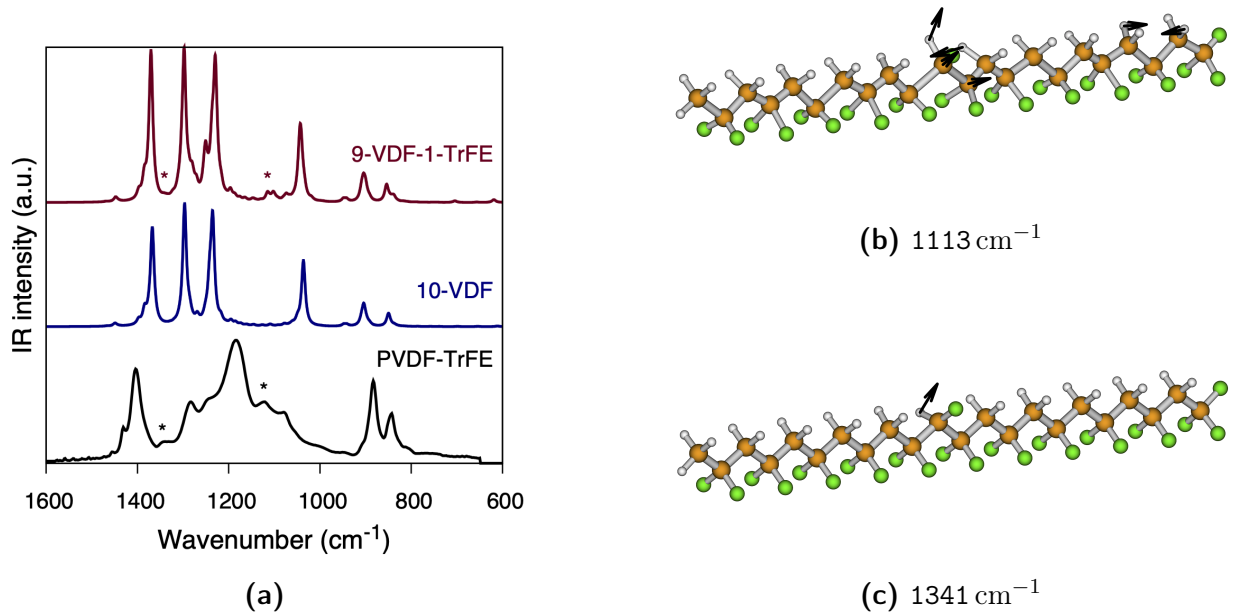 IR intensity (a.u.)
9-VDF-1-TrFE
*
*
10-VDF
PVDF-TrFE
*
*
1600 1400 1200 1000 800 600
Wavenumber (cm⁻¹)
(a)
(b) 1113 cm⁻¹
(c) 1341 cm⁻¹